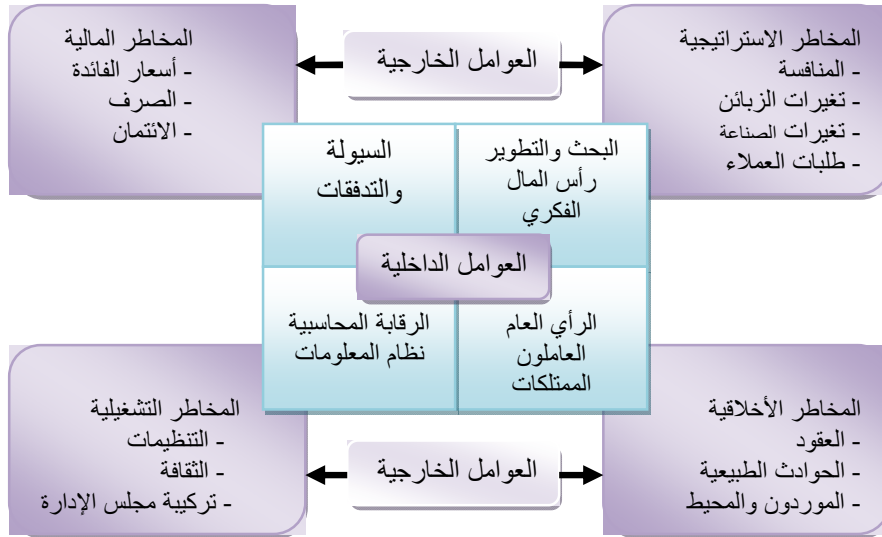 المخاطر الاستراتيجية
- المنافسة
- تغيرات الزبائن
- تغيرات الصناعة
- طلبات العملاء
العوامل الخارجية
المخاطر المالية
- أسعار الفائدة
- الصرف
- الائتمان
البحث والتطوير
رأس المال
الفكري
السيولة
والتدفقات
العوامل الداخلية
الرأي العام
العاملون
الممتلكات
الرقابة المحاسبية
نظام المعلومات
المخاطر الأخلاقية
- العقود
- الحوادث الطبيعية
- الموردون والمحيط
العوامل الخارجية
المخاطر التشغيلية
- التنظيمات
- الثقافة
- تركيبة مجلس الإدارة